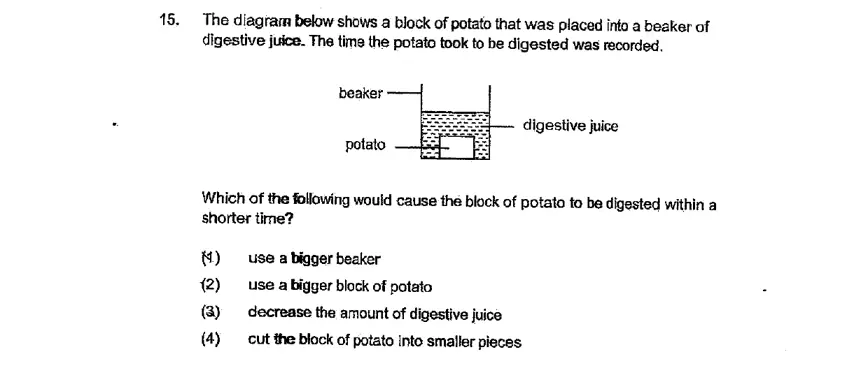 15. The diagram below shows a block of potato that was placed into a beaker of
digestive juice. The time the potato took to be digested was recorded.
beaker
digestive juice
potato
Which of the following would cause the block of potato to be digested within a
shorter time?
(1) use a bigger beaker
(2) use a bigger block of potato
(3) decrease the amount of digestive juice
(4) cut the block of potato into smaller pieces